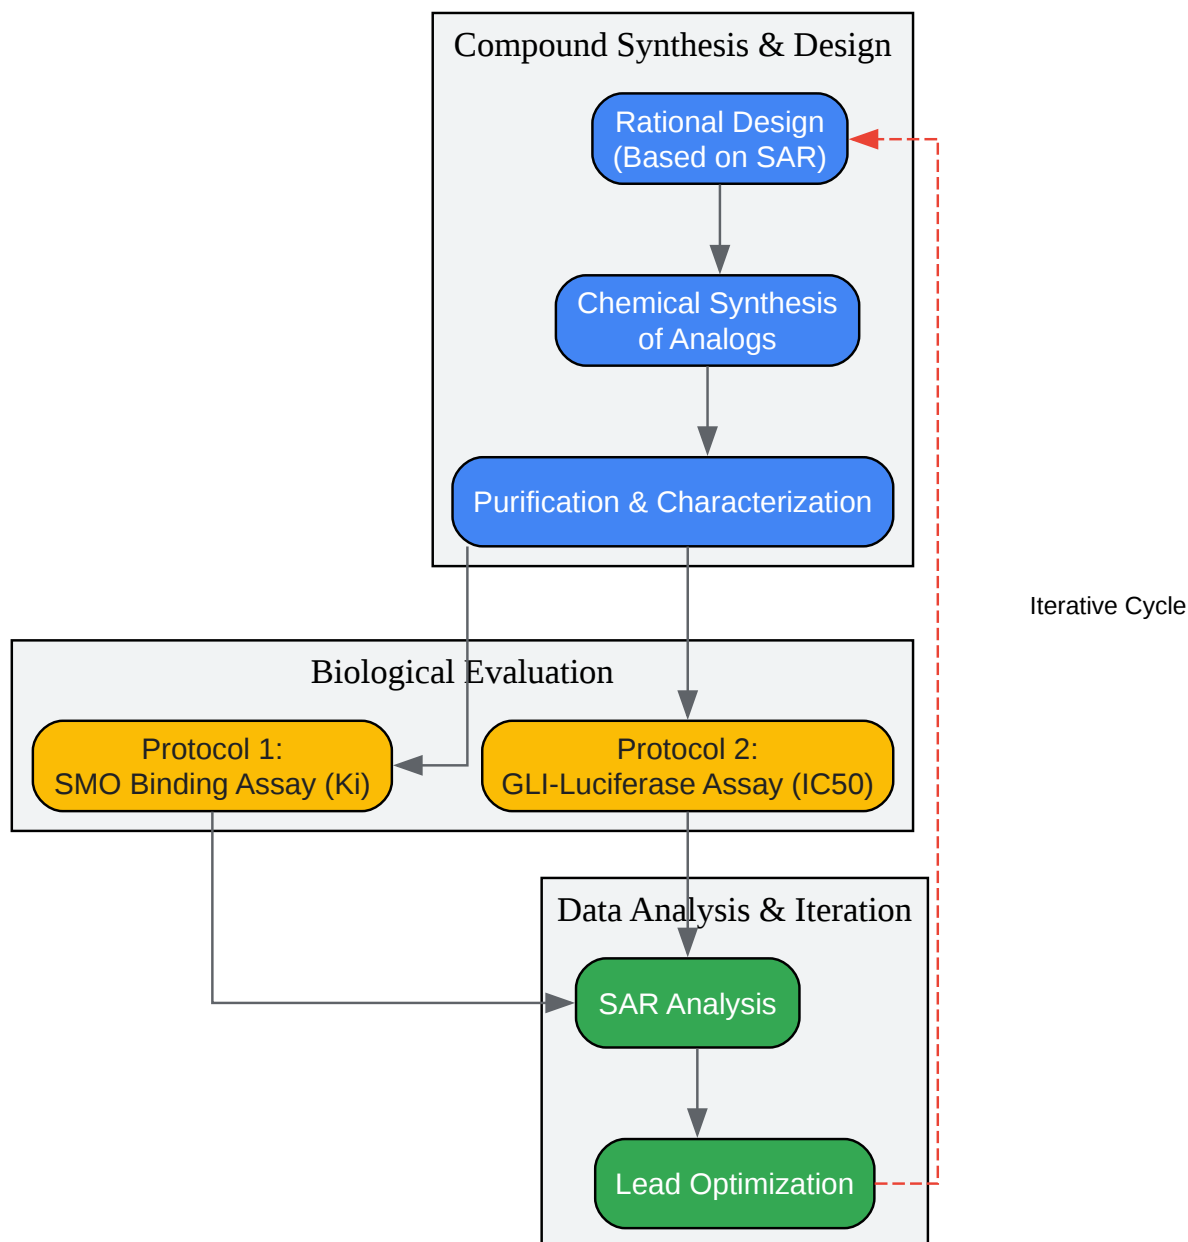 Compound Synthesis & Design
Rational Design
(Based on SAR)
Chemical Synthesis
of Analogs
Purification & Characterization
Iterative Cycle
Biological Evaluation
Protocol 1:
SMO Binding Assay (Ki)
Protocol 2:
GLI-Luciferase Assay (IC50)
Data Analysis & Iteration
SAR Analysis
Lead Optimization